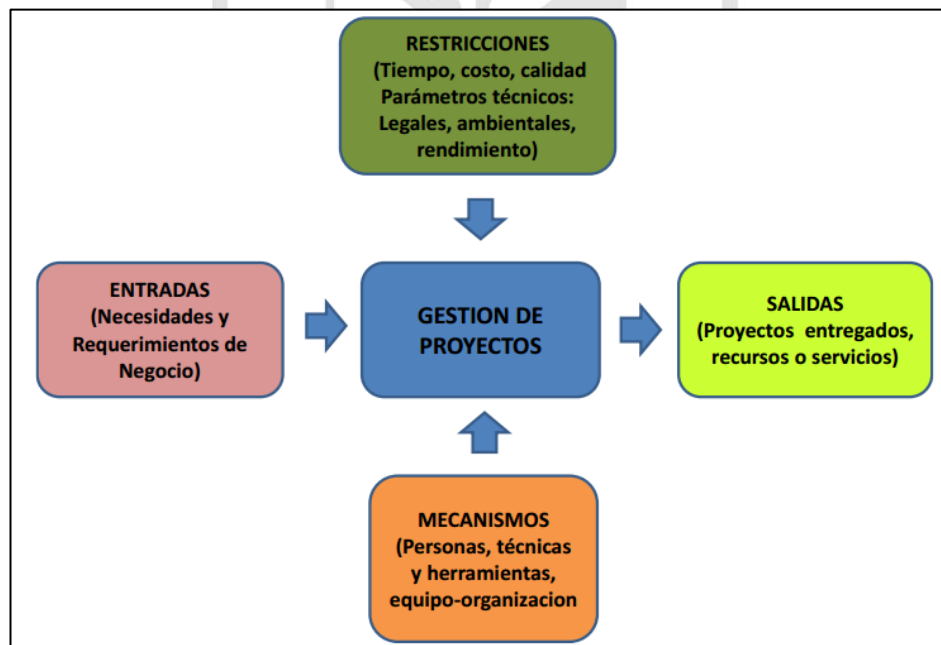 RESTRICCIONES
(Tiempo, costo, calidad
Parámetros técnicos:
Legales, ambientales,
rendimiento)
ENTRADAS
(Necesidades y
Requerimientos de
Negocio)
GESTION DE
PROYECTOS
SALIDAS
(Proyectos entregados,
recursos o servicios)
MECANISMOS
(Personas, técnicas
y herramientas,
equipo-organizacion